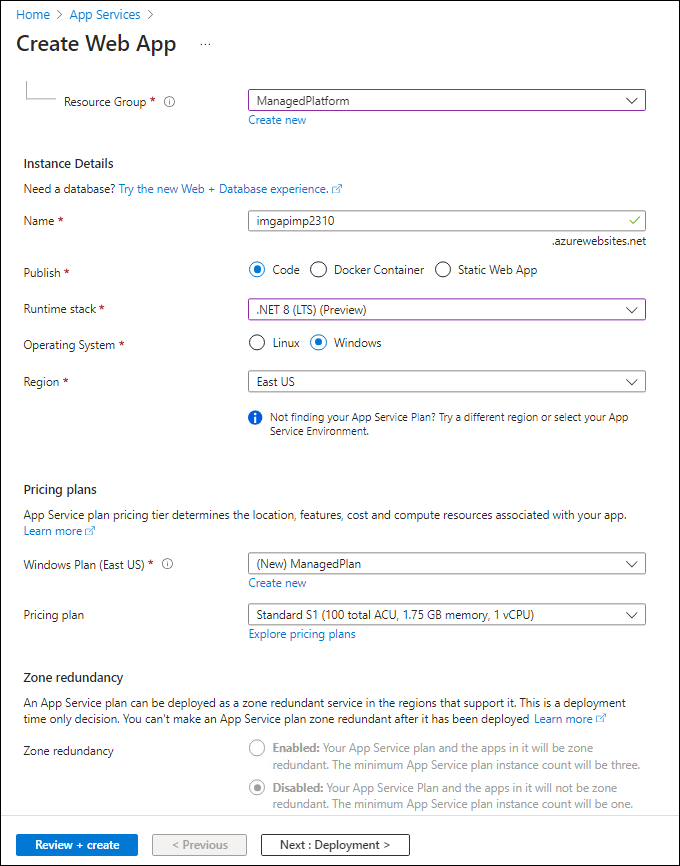 Home > App Services >
Create Web App ...
Resource Group *
ManagedPlatform
Create new
Instance Details
Need a database? Try the new Web + Database experience.
Name *
imgapimp2310
.azurewebsites.net
Publish *
Code
Docker Container
Static Web App
Runtime stack *
.NET 8 (LTS) (Preview)
Operating System *
Linux
Windows
Region *
East US
Not finding your App Service Plan? Try a different region or select your App
Service Environment.
Pricing plans
App Service plan pricing tier determines the location, features, cost and compute resources associated with your app.
Learn more
Windows Plan (East US) *
(New) ManagedPlan
Create new
Pricing plan
Standard S1 (100 total ACU, 1.75 GB memory, 1 vCPU)
Explore pricing plans
Zone redundancy
An App Service plan can be deployed as a zone redundant service in the regions that support it. This is a deployment
time only decision. You can't make an App Service plan zone redundant after it has been deployed Learn more
Zone redundancy
Enabled: Your App Service plan and the apps in it will be zone
redundant. The minimum App Service plan instance count will be three.
Disabled: Your App Service Plan and the apps in it will not be zone
redundant. The minimum App Service plan instance count will be one.
Review + create
< Previous
Next : Deployment >